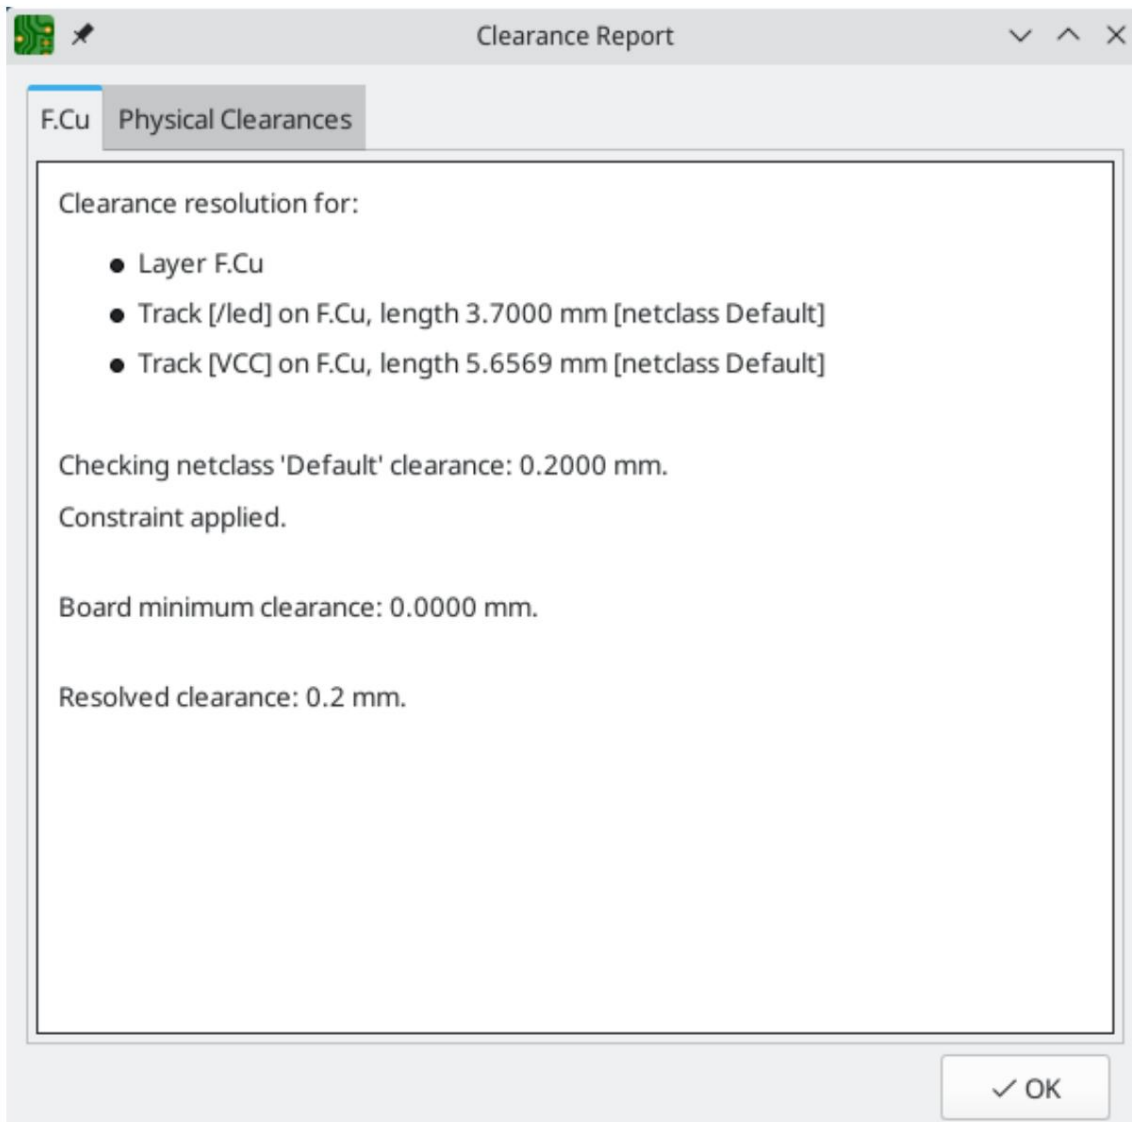 Clearance Report
F.Cu Physical Clearances
Clearance resolution for:
● Layer F.Cu
● Track [/led] on F.Cu, length 3.7000 mm [netclass Default]
● Track [VCC] on F.Cu, length 5.6569 mm [netclass Default]
Checking netclass 'Default' clearance: 0.2000 mm.
Constraint applied.
Board minimum clearance: 0.0000 mm.
Resolved clearance: 0.2 mm.
OK